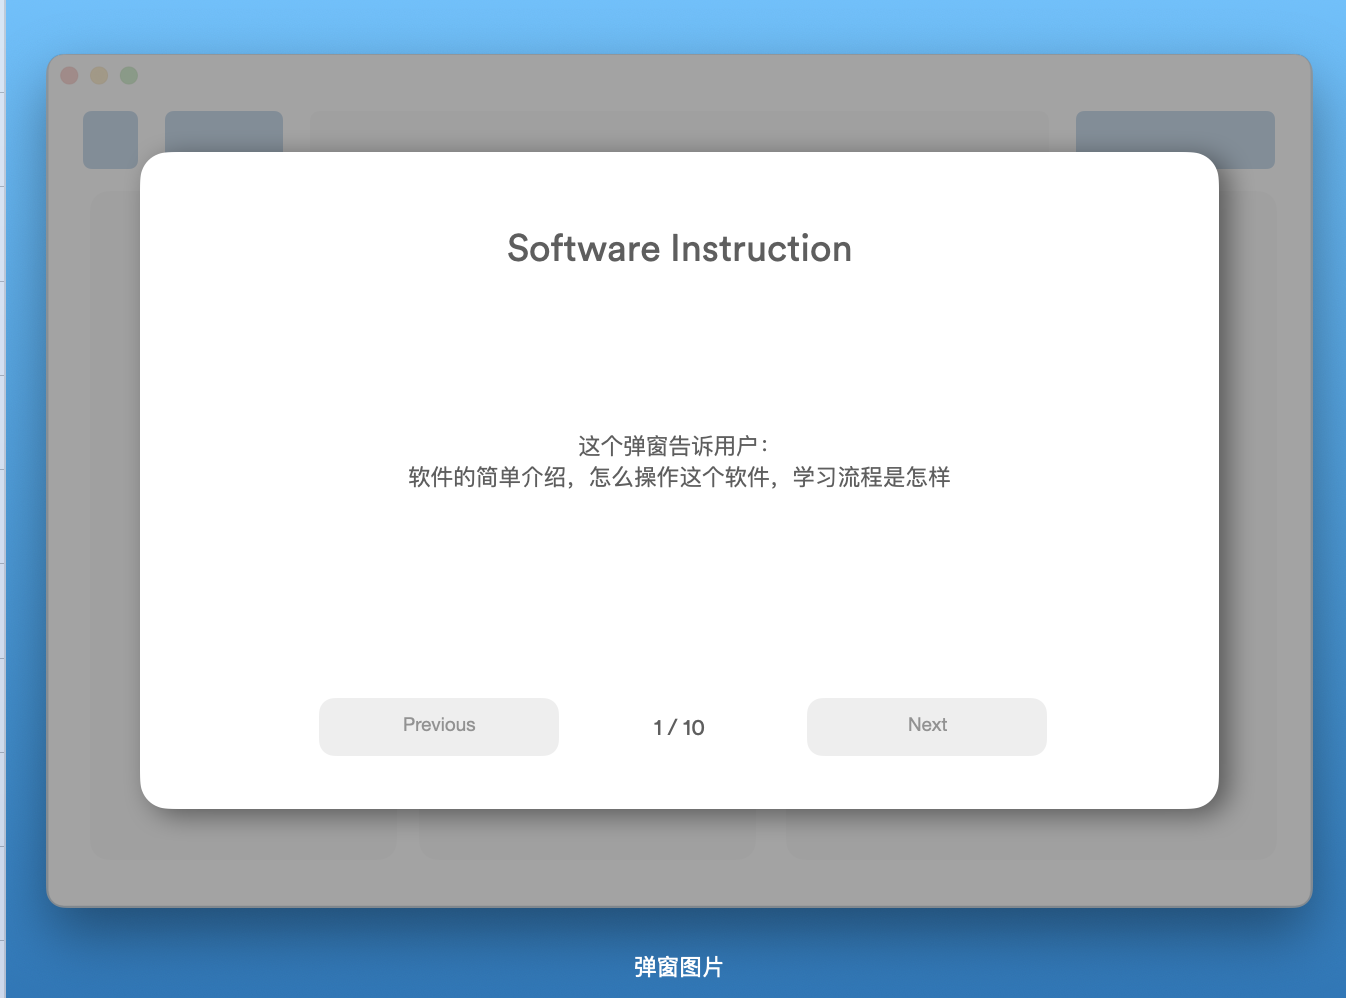 Software Instruction
这个弹窗告诉用户：
软件的简单介绍，怎么操作这个软件，学习流程是怎样
Previous
1 / 10
Next
弹窗图片